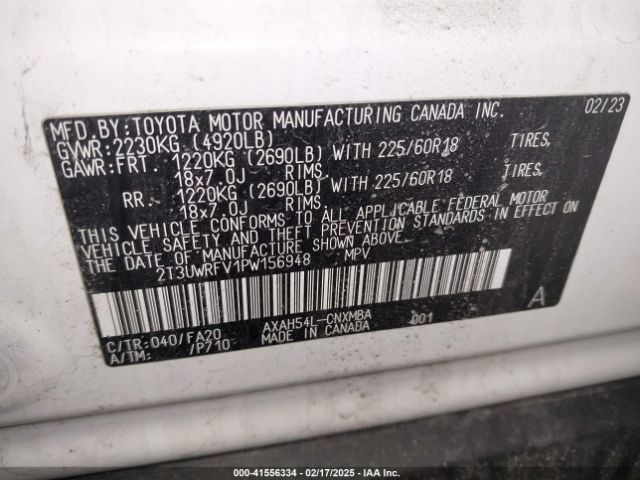 MFD.BY:TOYOTA MOTOR MANUFACTURING CANADA INC. 02/23
GVWR:2230KG (4920LB)
GAWR:FRT. 1220KG (2690LB) WITH 225/60R18 TIRES,
18x7.0J RIMS
RR. 1220KG (2690LB) WITH 225/60R18 TIRES,
18x7.0J RIMS
THIS VEHICLE CONFORMS TO ALL APPLICABLE FEDERAL MOTOR
VEHICLE SAFETY AND THEFT PREVENTION STANDARDS IN EFFECT ON
THE DATE OF MANUFACTURE SHOWN ABOVE.
2T3UWRFV1PW156948 MPV
A
C/TR:040/FA20 AXAH54L-CNXMBA 001
A/TM: /P710 MADE IN CANADA
000-41556334 - 02/17/2025 - IAA Inc.